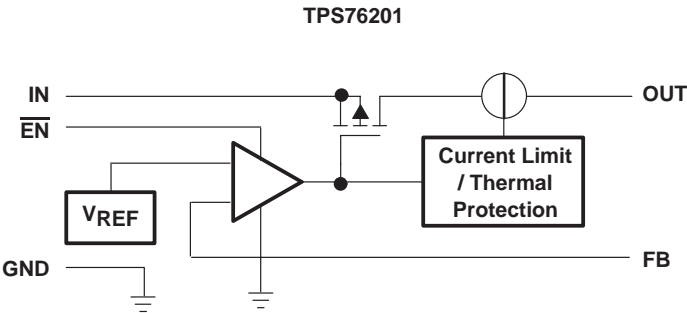 TPS76201
IN
OUT
EN
Current Limit
/ Thermal
Protection
VREF
GND
FB